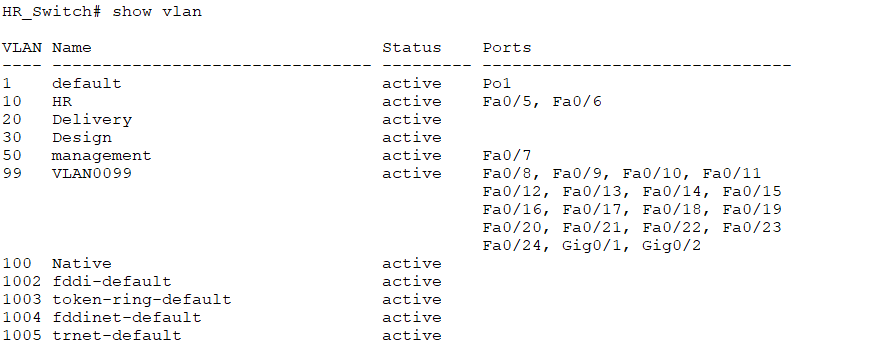 HR_Switch# show vlan
VLAN Name                             Status    Ports
---- -------------------------------- --------- -------------------------------
1    default                          active    Po1
10   HR                               active    Fa0/5, Fa0/6
20   Delivery                         active
30   Design                           active
50   management                       active    Fa0/7
99   VLAN0099                         active    Fa0/8, Fa0/9, Fa0/10, Fa0/11
                                                Fa0/12, Fa0/13, Fa0/14, Fa0/15
                                                Fa0/16, Fa0/17, Fa0/18, Fa0/19
                                                Fa0/20, Fa0/21, Fa0/22, Fa0/23
                                                Fa0/24, Gig0/1, Gig0/2
100  Native                           active
1002 fddi-default                     active
1003 token-ring-default               active
1004 fddinet-default                  active
1005 trnet-default                    active